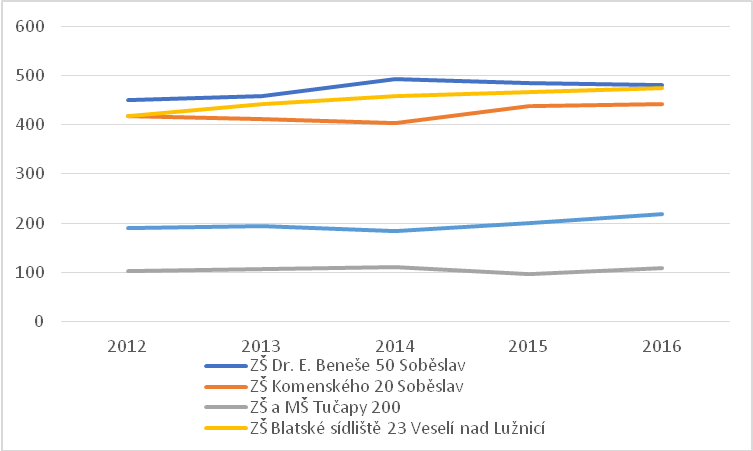 600
500
400
300
200
100
0
2012 2013 2014 2015 2016
ZŠ Dr. E. Beneše 50 Soběslav
ZŠ Komenského 20 Soběslav
ZŠ a MŠ Tučapy 200
ZŠ Blatské sídliště 23 Veselí nad Lužnicí